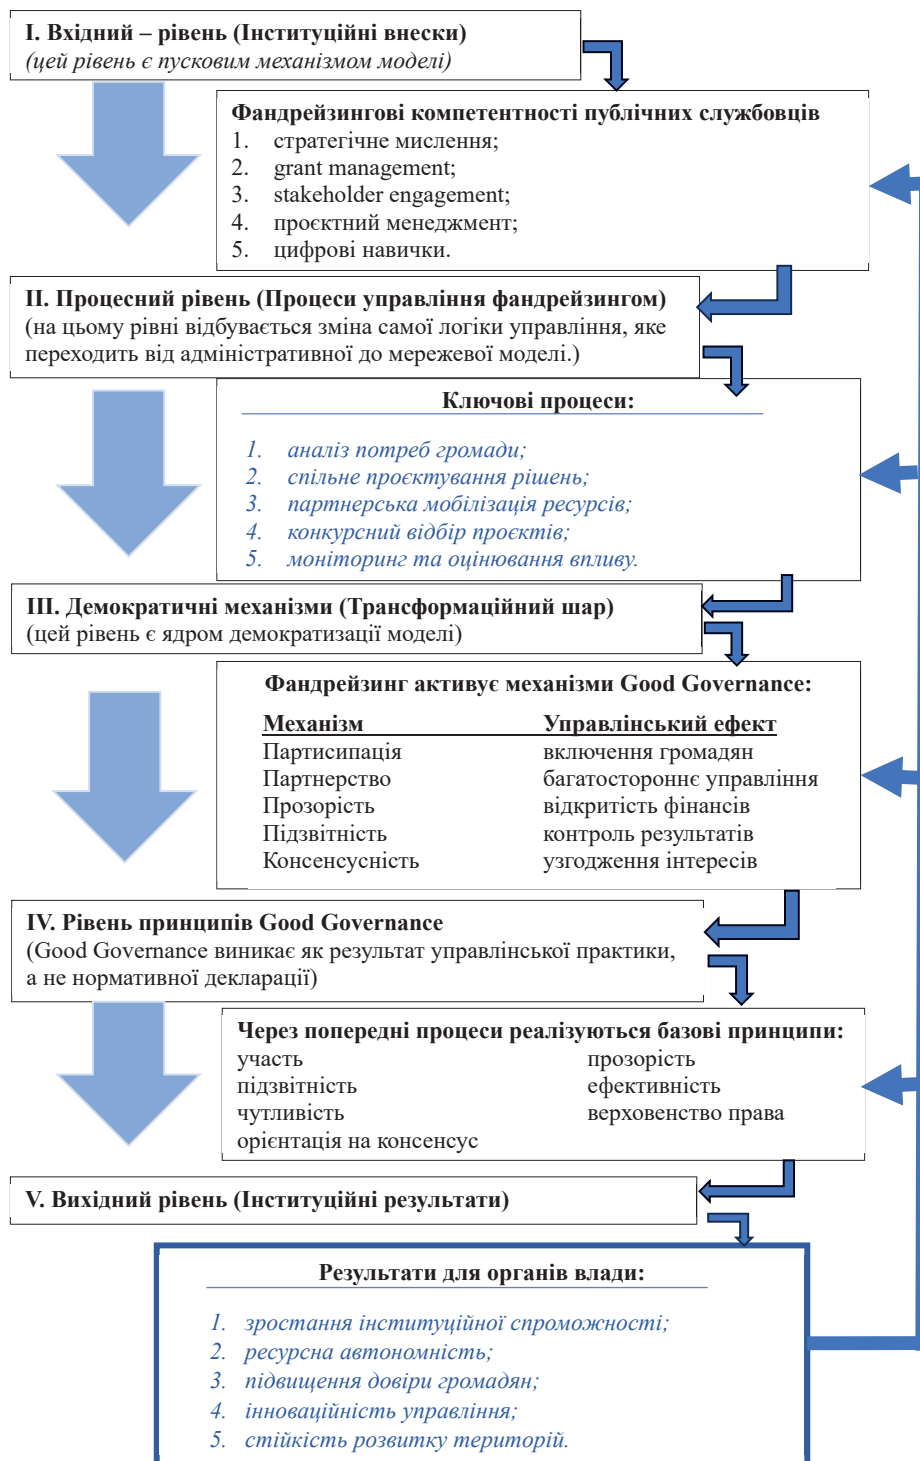 I. Вхідний – рівень (Інституційні внески)
(цей рівень є пусковим механізмом моделі)
Фандрейзингові компетентності публічних службовців
1. стратегічне мислення;
2. grant management;
3. stakeholder engagement;
4. проєктний менеджмент;
5. цифрові навички.
II. Процесний рівень (Процеси управління фандрейзингом)
(на цьому рівні відбувається зміна самої логіки управління, яке
переходить від адміністративної до мережевої моделі.)
Ключові процеси:
1. аналіз потреб громади;
2. спільне проєктування рішень;
3. партнерська мобілізація ресурсів;
4. конкурсний відбір проєктів;
5. моніторинг та оцінювання впливу.
III. Демократичні механізми (Трансформаційний шар)
(цей рівень є ядром демократизації моделі)
Фандрейзинг активує механізми Good Governance:
Механізм Управлінський ефект
Партисипація включення громадян
Партнерство багатостороннє управління
Прозорість відкритість фінансів
Підзвітність контроль результатів
Консенсусність узгодження інтересів
IV. Рівень принципів Good Governance
(Good Governance виникає як результат управлінської практики,
а не нормативної декларації)
Через попередні процеси реалізуються базові принципи:
участь прозорість
підзвітність ефективність
чутливість верховенство права
орієнтація на консенсус
V. Вихідний рівень (Інституційні результати)
Результати для органів влади:
1. зростання інституційної спроможності;
2. ресурсна автономність;
3. підвищення довіри громадян;
4. інноваційність управління;
5. стійкість розвитку територій.